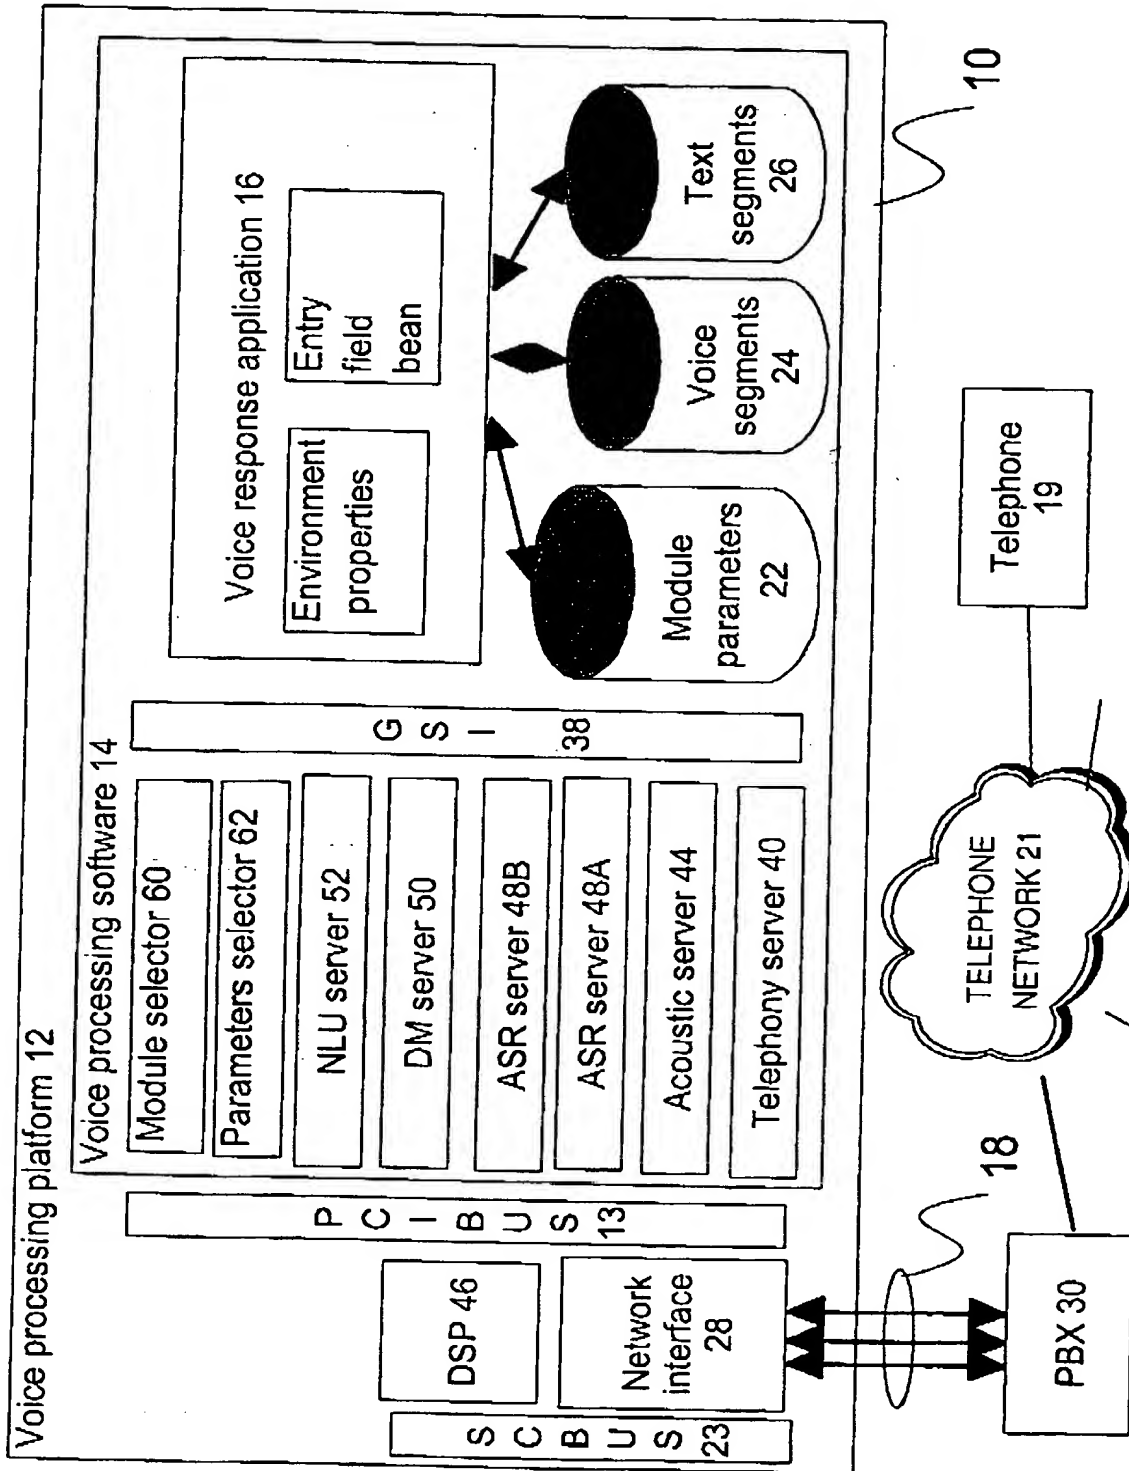 Voice processing platform 12
Voice processing software 14
Module selector 60
Parameters selector 62
NLU server 52
DM server 50
ASR server 48B
ASR server 48A
Acoustic server 44
Telephony server 40
G S I 38
Voice response application 16
Environment
properties
Entry
field
bean
Module
parameters
22
Voice
segments
24
Text
segments
26
P C I B U S 13
DSP 46
Network
interface
28
S C B U S 23
18
PBX 30
TELEPHONE
NETWORK 21
Telephone
19
10